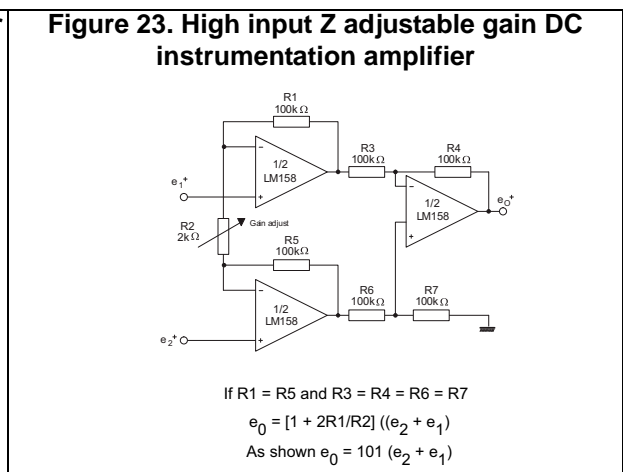 Figure 23. High input Z adjustable gain DC
instrumentation amplifier
R1
100kΩ
1/2
LM158
e1+
R3
100kΩ
R4
100kΩ
1/2
LM158
eO+
R2
2kΩ
Gain adjust
R5
100kΩ
1/2
LM158
e2+
R6
100kΩ
R7
100kΩ
If R1 = R5 and R3 = R4 = R6 = R7
e0 = [1 + 2R1/R2] ((e2 + e1)
As shown e0 = 101 (e2 + e1)